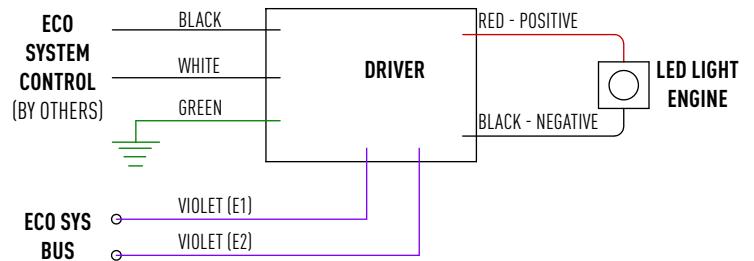 ECO
SYSTEM
CONTROL
(BY OTHERS)
BLACK
WHITE
GREEN
DRIVER
RED - POSITIVE
BLACK - NEGATIVE
LED LIGHT
ENGINE
ECO SYS
BUS
VIOLET (E1)
VIOLET (E2)